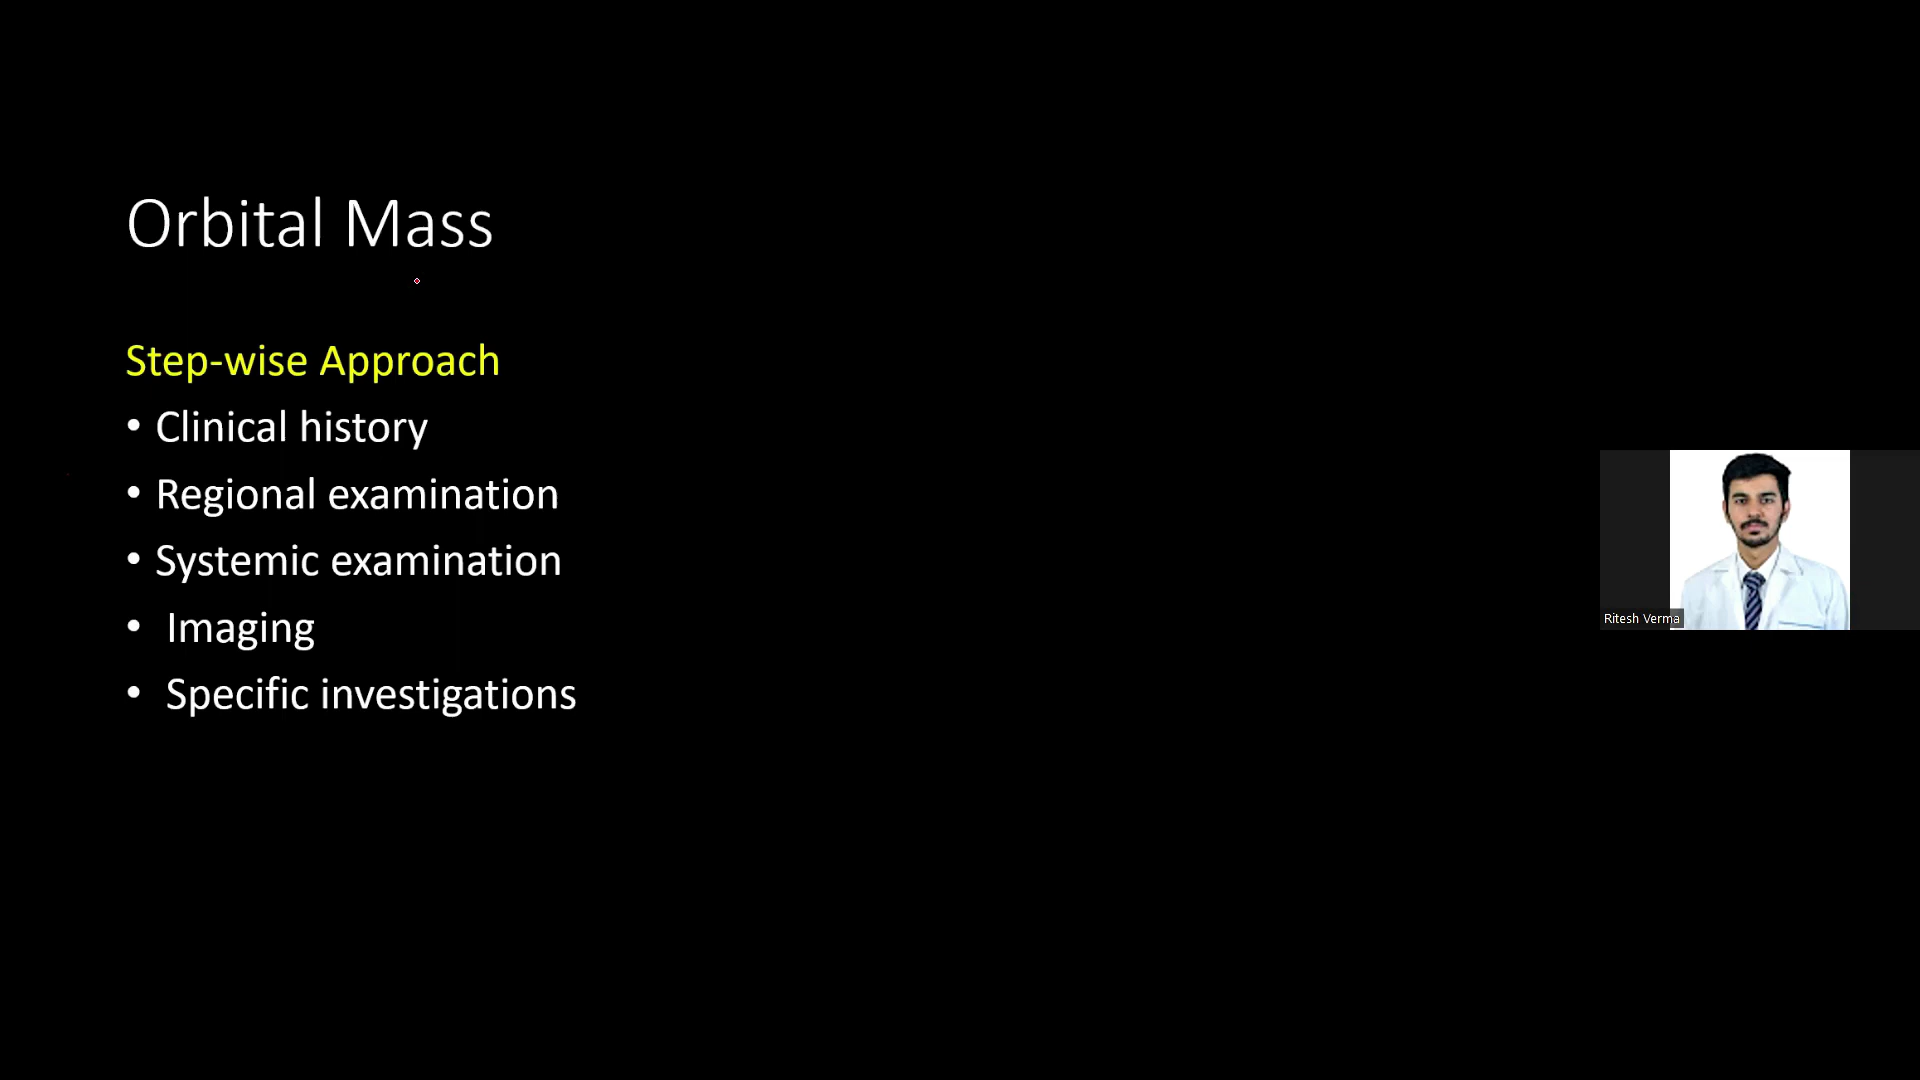 Orbital Mass
Step-wise Approach
• Clinical history
• Regional examination
• Systemic examination
• Imaging
• Specific investigations
Ritesh Verma